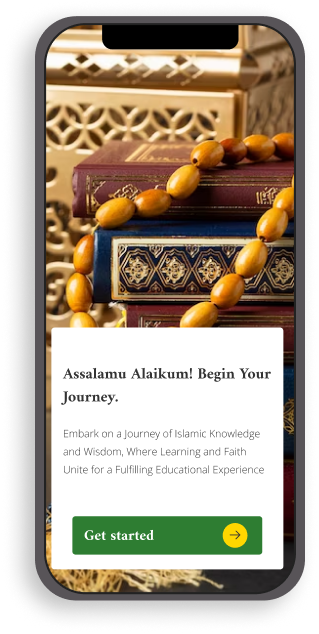 Assalamu Alaikum! Begin Your
Journey.
Embark on a Journey of Islamic Knowledge
and Wisdom, Where Learning and Faith
Unite for a Fulfilling Educational Experience
Get started